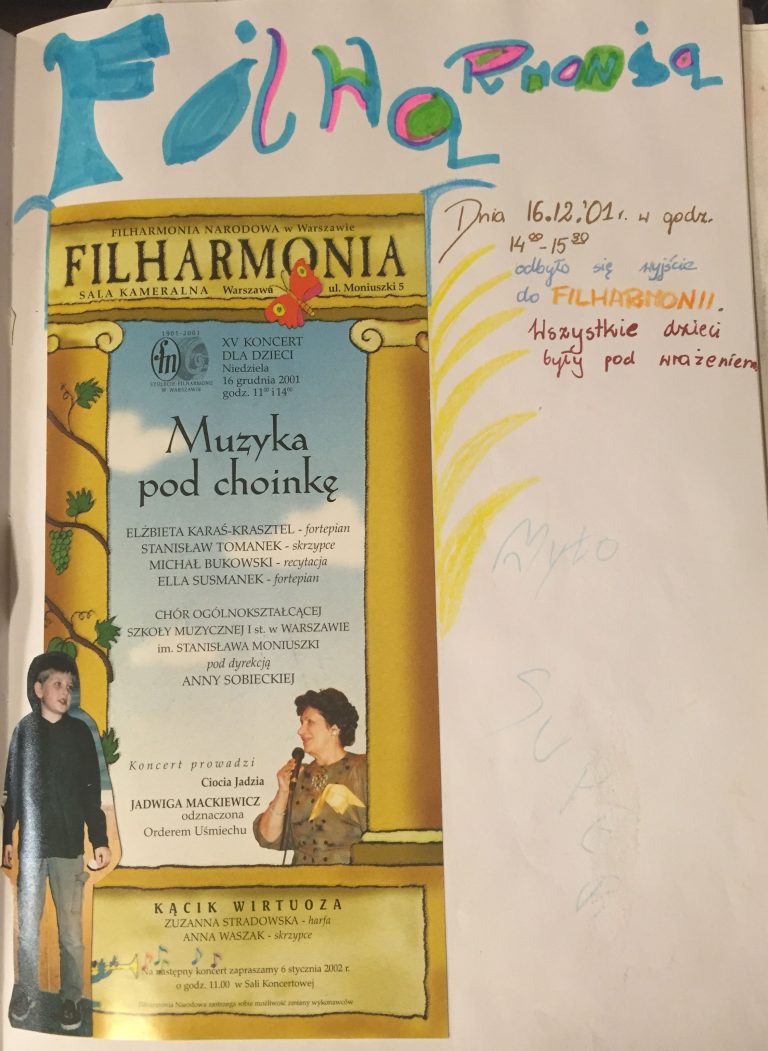 Filharmonią
FILHARMONIA NARODOWA w Warszawie
FILHARMONIA
SALA KAMERALNA Warszawa ul. Moniuszki 5
1901-2001
fn
STULECIE FILHARMONII
W WARSZAWIE
XV KONCERT
DLA DZIECI
Niedziela
16 grudnia 2001
godz. 11⁰⁰ i 14⁰⁰
Muzyka
pod choinkę
ELŻBIETA KARAŚ-KRASZTEL - fortepian
STANISŁAW TOMANEK - skrzypce
MICHAŁ BUKOWSKI - recytacja
ELLA SUSMANEK - fortepian
CHÓR OGÓLNOKSZTAŁCĄCEJ
SZKOŁY MUZYCZNEJ I st. w WARSZAWIE
im. STANISŁAWA MONIUSZKI
pod dyrekcją
ANNY SOBIECKIEJ
Koncert prowadzi
Ciocia Jadzia
JADWIGA MACKIEWICZ
odznaczona
Orderem Uśmiechu
KĄCIK WIRTUOZA
ZUZANNA STRADOWSKA - harfa
ANNA WASZAK - skrzypce
Na następny koncert zapraszamy 6 stycznia 2002 r.
o godz. 11.00 w Sali Koncertowej
Filharmonia Narodowa zastrzega sobie możliwość zmiany wykonawców
Dnia 16.12.'01 r. w godz.
14⁰⁰-15³⁰
odbyło się wyjście
do FILHARMONII.
Wszystkie dzieci
były pod wrażeniem
Myło
Super